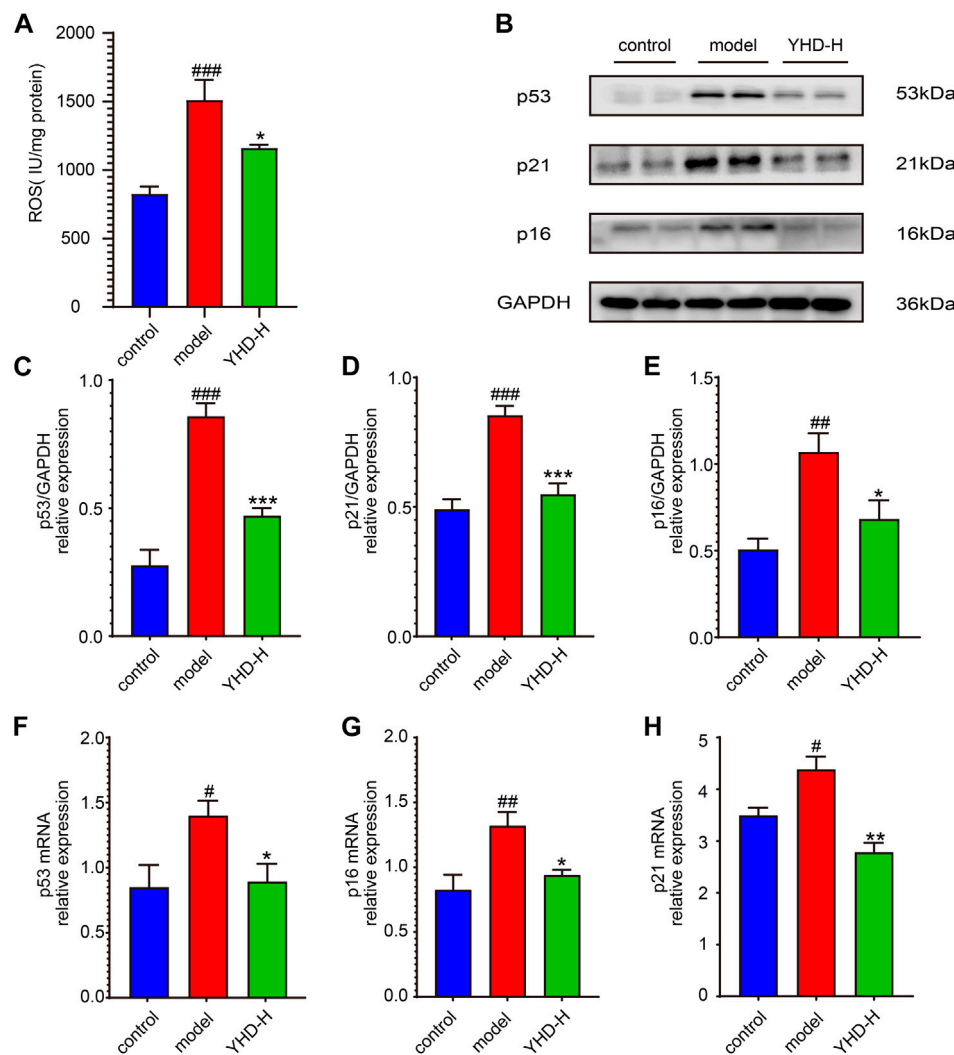 A
ROS( IU/mg protein)
2000
1500
1000
500
0
###
*
control
model
YHD-H
B
control model YHD-H
p53 53kDa
p21 21kDa
p16 16kDa
GAPDH 36kDa
C
p53/GAPDH
relative expression
1.0
0.5
0.0
###
***
control
model
YHD-H
D
p21/GAPDH
relative expression
1.0
0.5
0.0
###
***
control
model
YHD-H
E
p16/GAPDH
relative expression
1.5
1.0
0.5
0.0
##
*
control
model
YHD-H
F
p53 mRNA
relative expression
2.0
1.5
1.0
0.5
0.0
#
*
control
model
YHD-H
G
p16 mRNA
relative expression
2.0
1.5
1.0
0.5
0.0
##
*
control
model
YHD-H
H
p21 mRNA
relative expression
5
4
3
2
1
0
#
**
control
model
YHD-H